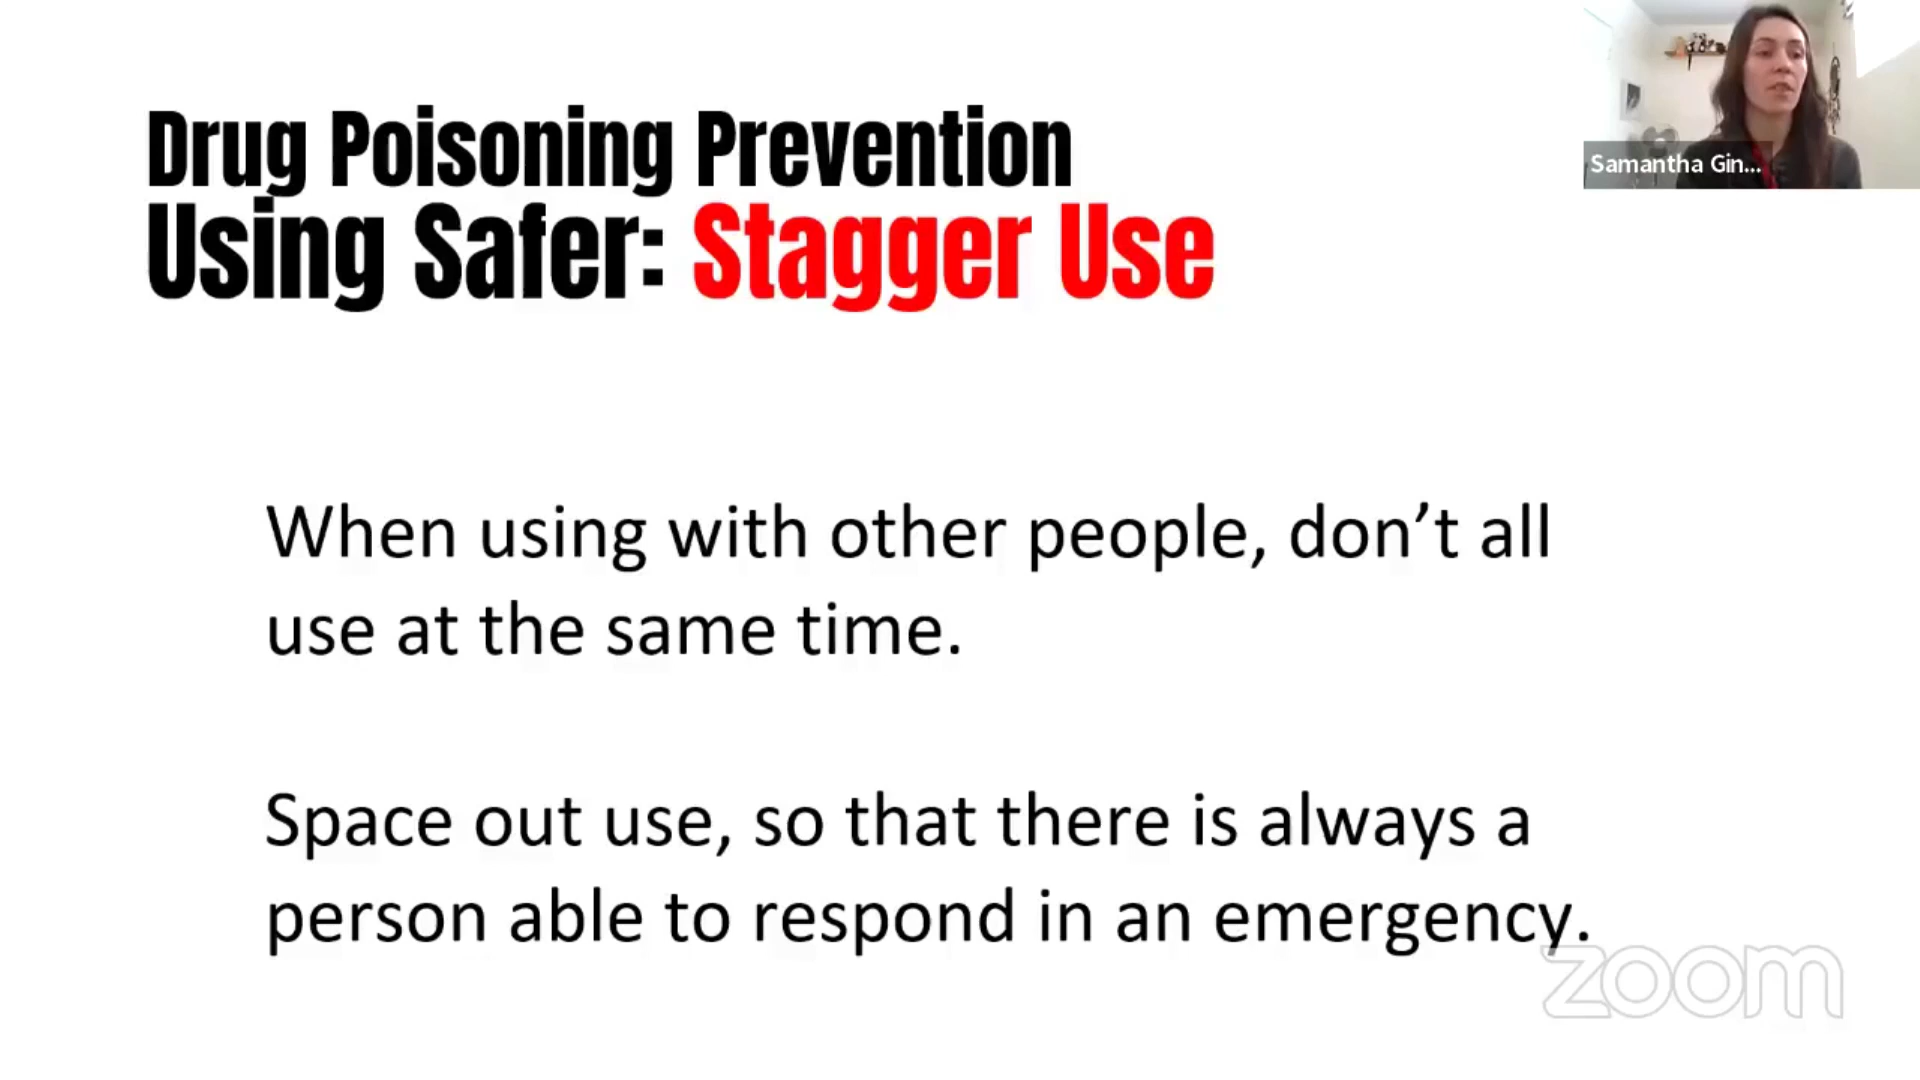 Drug Poisoning Prevention
Using Safer: Stagger Use
Samantha Gin...
When using with other people, don’t all
use at the same time.
Space out use, so that there is always a
person able to respond in an emergency.
zoom